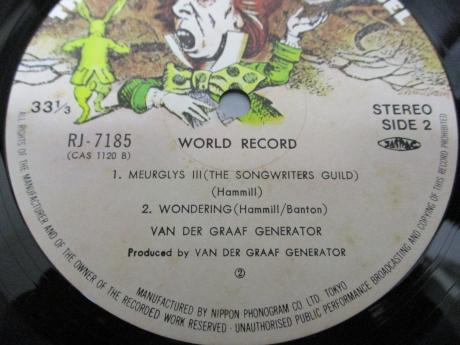 33⅓
STEREO
SIDE 2
RJ-7185
(CAS 1120 B)
JASRAC
WORLD RECORD
1. MEURGLYS III (THE SONGWRITERS GUILD)
(Hammill)
2. WONDERING (Hammill/Banton)
VAN DER GRAAF GENERATOR
Produced by VAN DER GRAAF GENERATOR
②
MANUFACTURED BY NIPPON PHONOGRAM CO. LTD. TOKYO
ALL RIGHTS OF THE MANUFACTURER AND OF THE OWNER OF THE RECORDED WORK RESERVED · UNAUTHORISED PUBLIC PERFORMANCE BROADCASTING AND COPYING OF THIS RECORD PROHIBITED